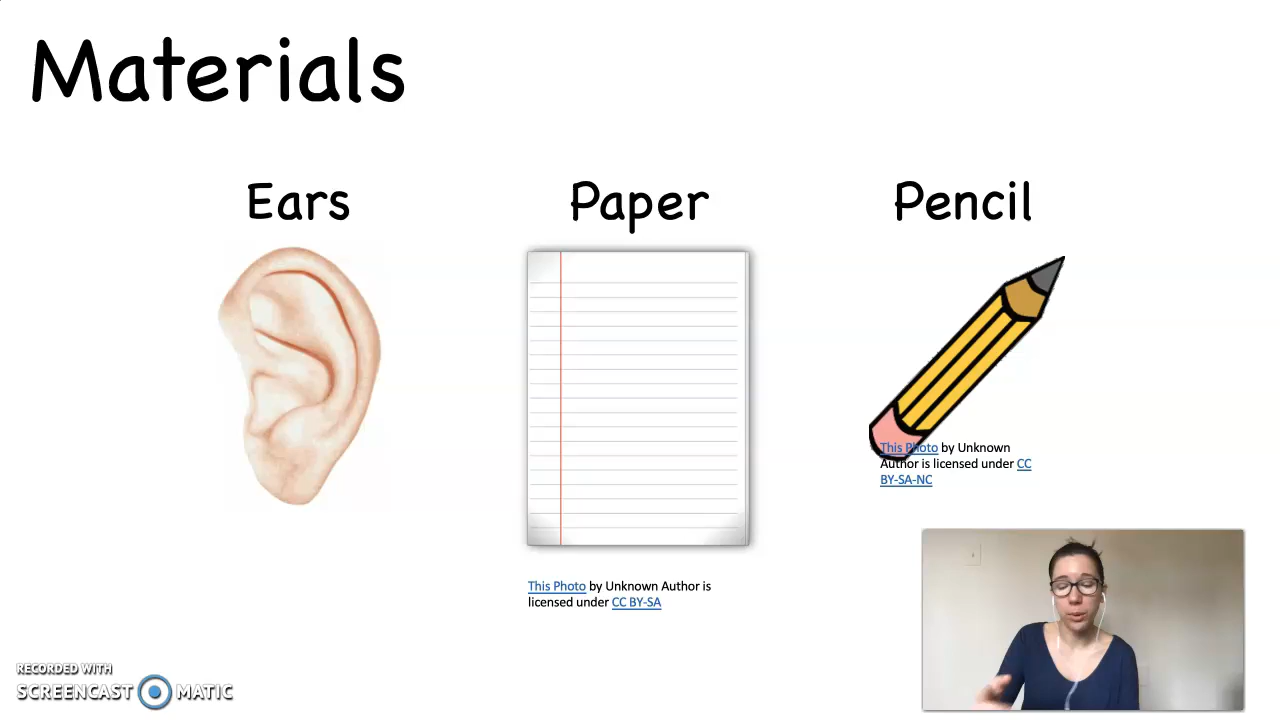 Materials
Ears
Paper
Pencil
This Photo by Unknown
Author is licensed under CC
BY-SA-NC
This Photo by Unknown Author is
licensed under CC BY-SA
RECORDED WITH
SCREENCAST MATIC